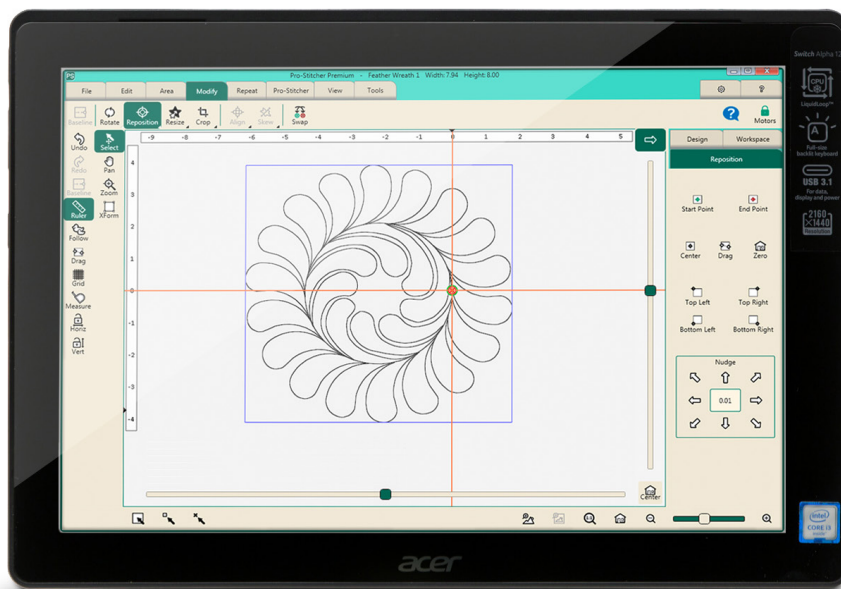 Pro-Stitcher Premium - Feather Wreath 1 Width:7.94 Height:8.00
File Edit Area Modify Repeat Pro-Stitcher View Tools ?
Baseline Rotate Reposition Resize Crop Align Skew Swap ? Motors
Undo Select
Redo Pan
Baseline Zoom
Ruler XForm
Follow
Drag
Grid
Measure
Horiz
Vert
-9 -8 -7 -6 -5 -4 -3 -2 -1 0 1 2 3 4 5
4
3
2
1
0
-1
-2
-3
-4
Center
Design Workspace
Reposition
Start Point End Point
Center Drag Zero
Top Left Top Right
Bottom Left Bottom Right
Nudge
0.01
Switch Alpha 12
CPU
LiquidLoop™
A
Full-size
backlit keyboard
USB 3.1
For data,
display and power
2160
×1440
Resolution
intel
CORE i5
inside
acer